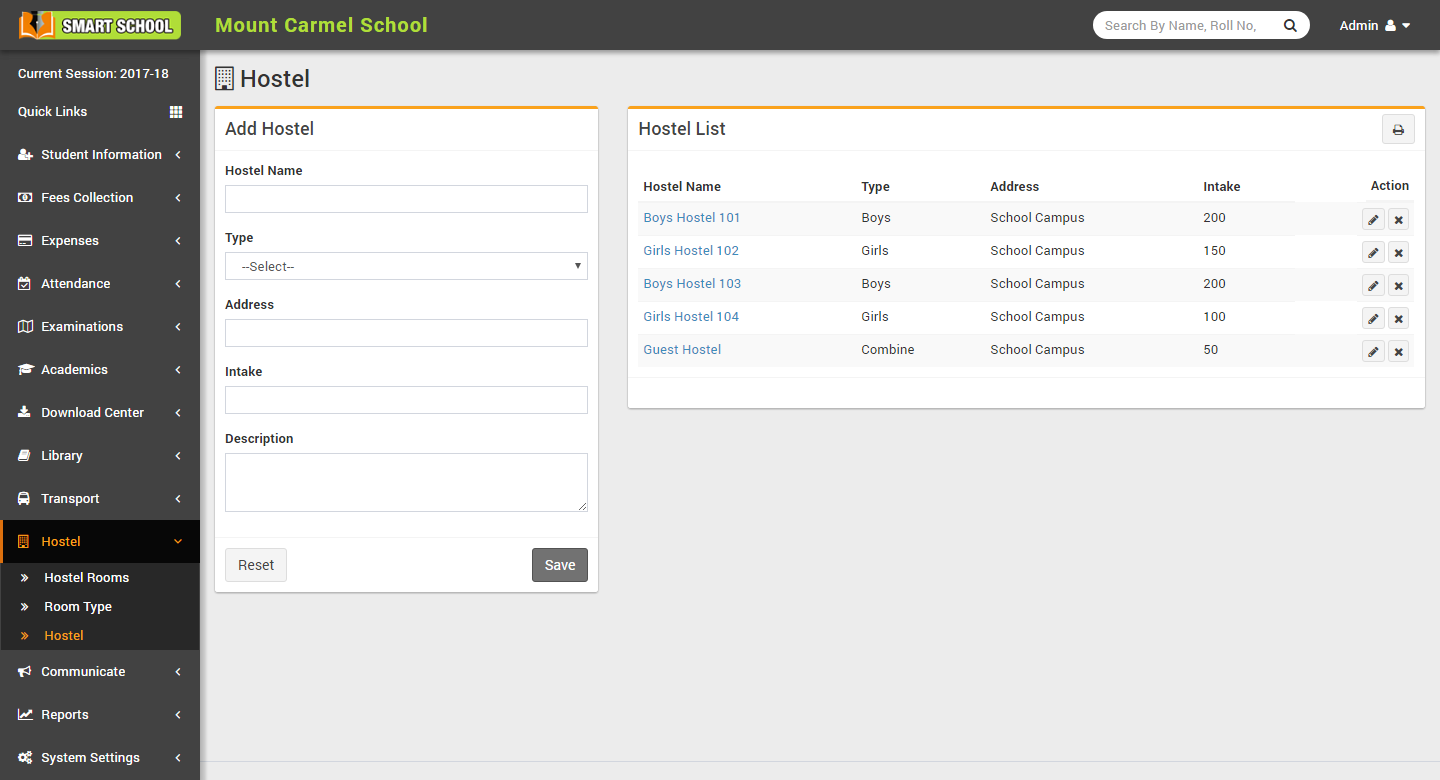 SMART SCHOOL
Mount Carmel School
Search By Name, Roll No,
Admin
Current Session: 2017-18
Quick Links
Student Information
Fees Collection
Expenses
Attendance
Examinations
Academics
Download Center
Library
Transport
Hostel
Hostel Rooms
Room Type
Hostel
Communicate
Reports
System Settings
Hostel
Add Hostel
Hostel Name
Type
--Select--
Address
Intake
Description
Reset Save
Hostel List
Hostel Name Type Address Intake Action
Boys Hostel 101 Boys School Campus 200
Girls Hostel 102 Girls School Campus 150
Boys Hostel 103 Boys School Campus 200
Girls Hostel 104 Girls School Campus 100
Guest Hostel Combine School Campus 50